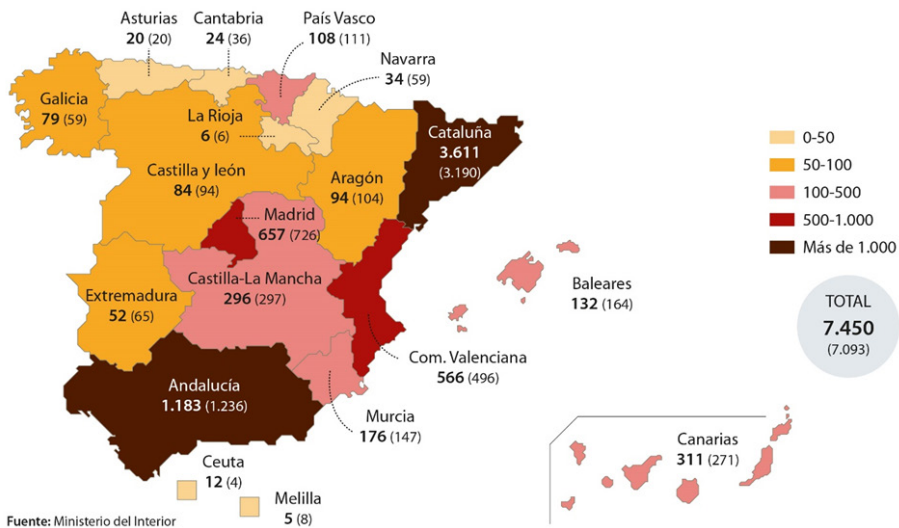 Asturias
20 (20)
Cantabria
24 (36)
País Vasco
108 (111)
Navarra
34 (59)
Galicia
79 (59)
La Rioja
6 (6)
Cataluña
3.611
(3.190)
Castilla y león
84 (94)
Aragón
94 (104)
Madrid
657 (726)
Castilla-La Mancha
296 (297)
Extremadura
52 (65)
Baleares
132 (164)
Com. Valenciana
566 (496)
Andalucía
1.183 (1.236)
Murcia
176 (147)
Canarias
311 (271)
Ceuta
12 (4)
Melilla
5 (8)
0-50
50-100
100-500
500-1.000
Más de 1.000
TOTAL
7.450
(7.093)
Fuente: Ministerio del Interior